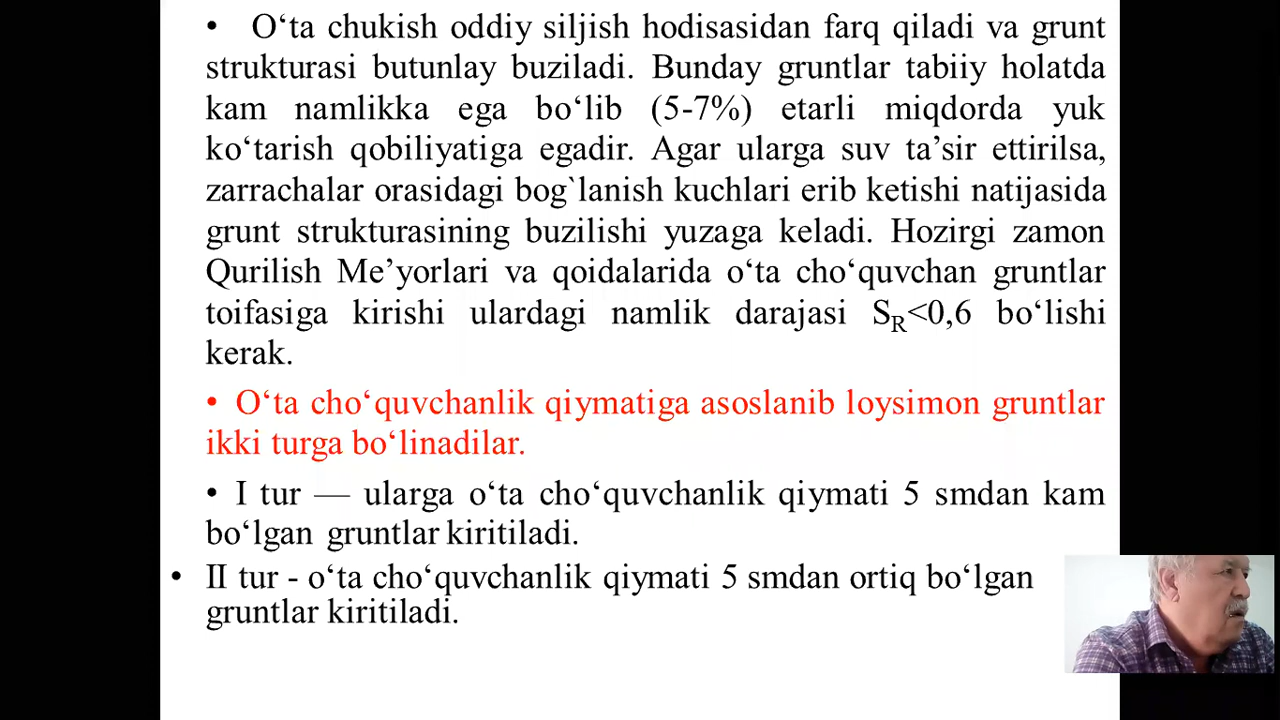 • O‘ta chukish oddiy siljish hodisasidan farq qiladi va grunt
strukturasi butunlay buziladi. Bunday gruntlar tabiiy holatda
kam namlikka ega bo‘lib (5-7%) etarli miqdorda yuk
ko‘tarish qobiliyatiga egadir. Agar ularga suv ta’sir ettirilsa,
zarrachalar orasidagi bog`lanish kuchlari erib ketishi natijasida
grunt strukturasining buzilishi yuzaga keladi. Hozirgi zamon
Qurilish Me’yorlari va qoidalarida o‘ta cho‘quvchan gruntlar
toifasiga kirishi ulardagi namlik darajasi SR<0,6 bo‘lishi
kerak.
• O‘ta cho‘quvchanlik qiymatiga asoslanib loysimon gruntlar
ikki turga bo‘linadilar.
• I tur — ularga o‘ta cho‘quvchanlik qiymati 5 smdan kam
bo‘lgan gruntlar kiritiladi.
• II tur - o‘ta cho‘quvchanlik qiymati 5 smdan ortiq bo‘lgan
gruntlar kiritiladi.